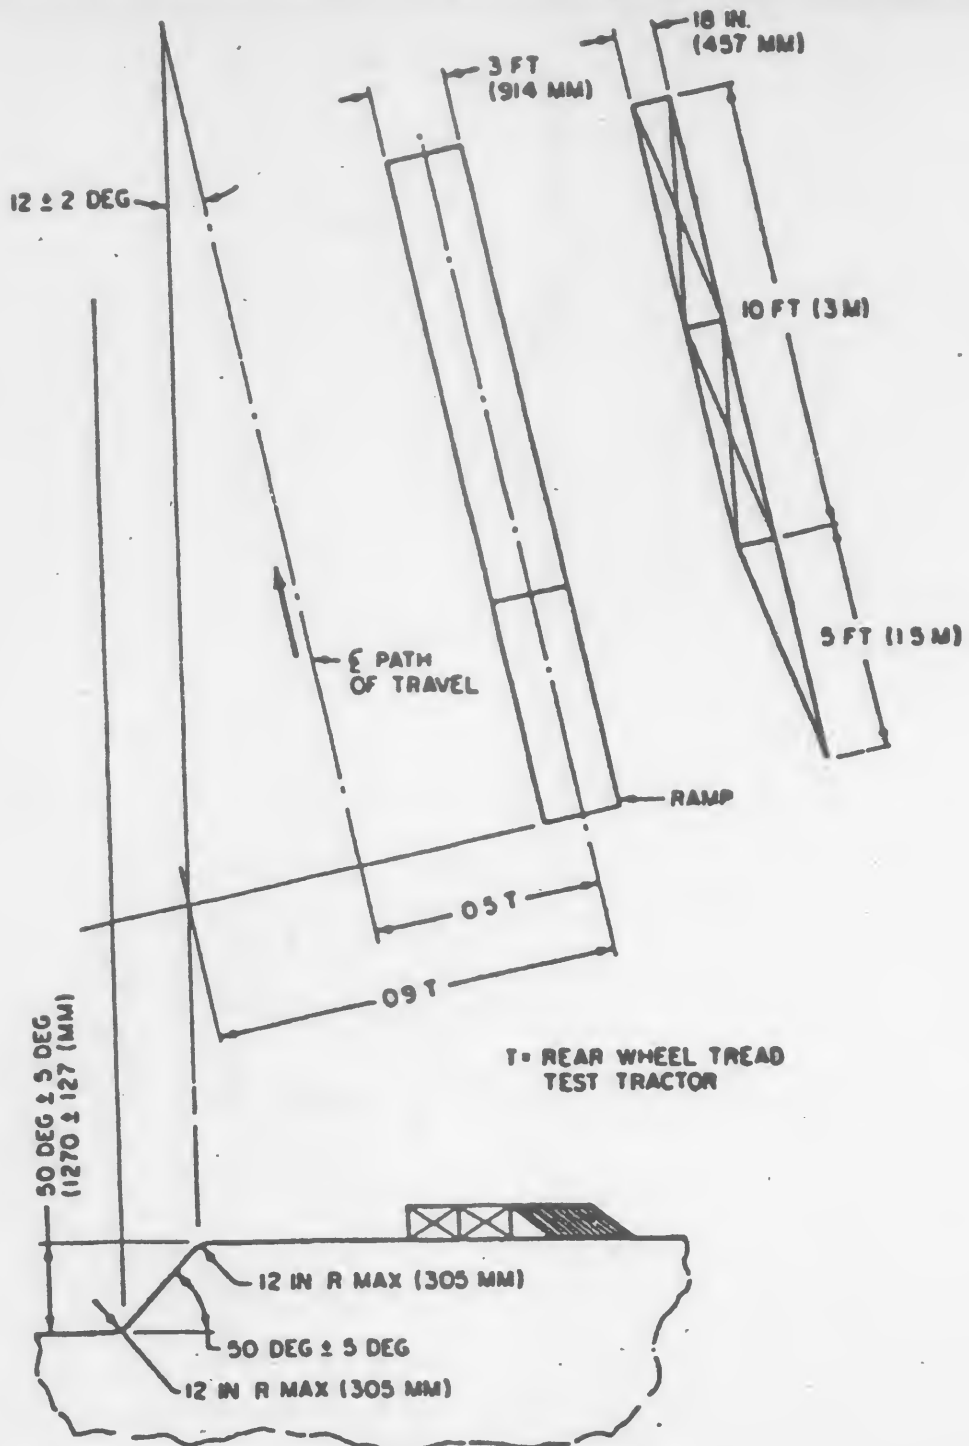 18 IN.
(457 MM)
3 FT
(914 MM)
12 ± 2 DEG
10 FT (3 M)
5 FT (1 5 M)
℄ PATH
OF TRAVEL
RAMP
0 5 T
0 9 T
50 DEG ± 5 DEG
(1270 ± 127 (MM)
T= REAR WHEEL TREAD
TEST TRACTOR
12 IN R MAX (305 MM)
50 DEG ± 5 DEG
12 IN R MAX (305 MM)